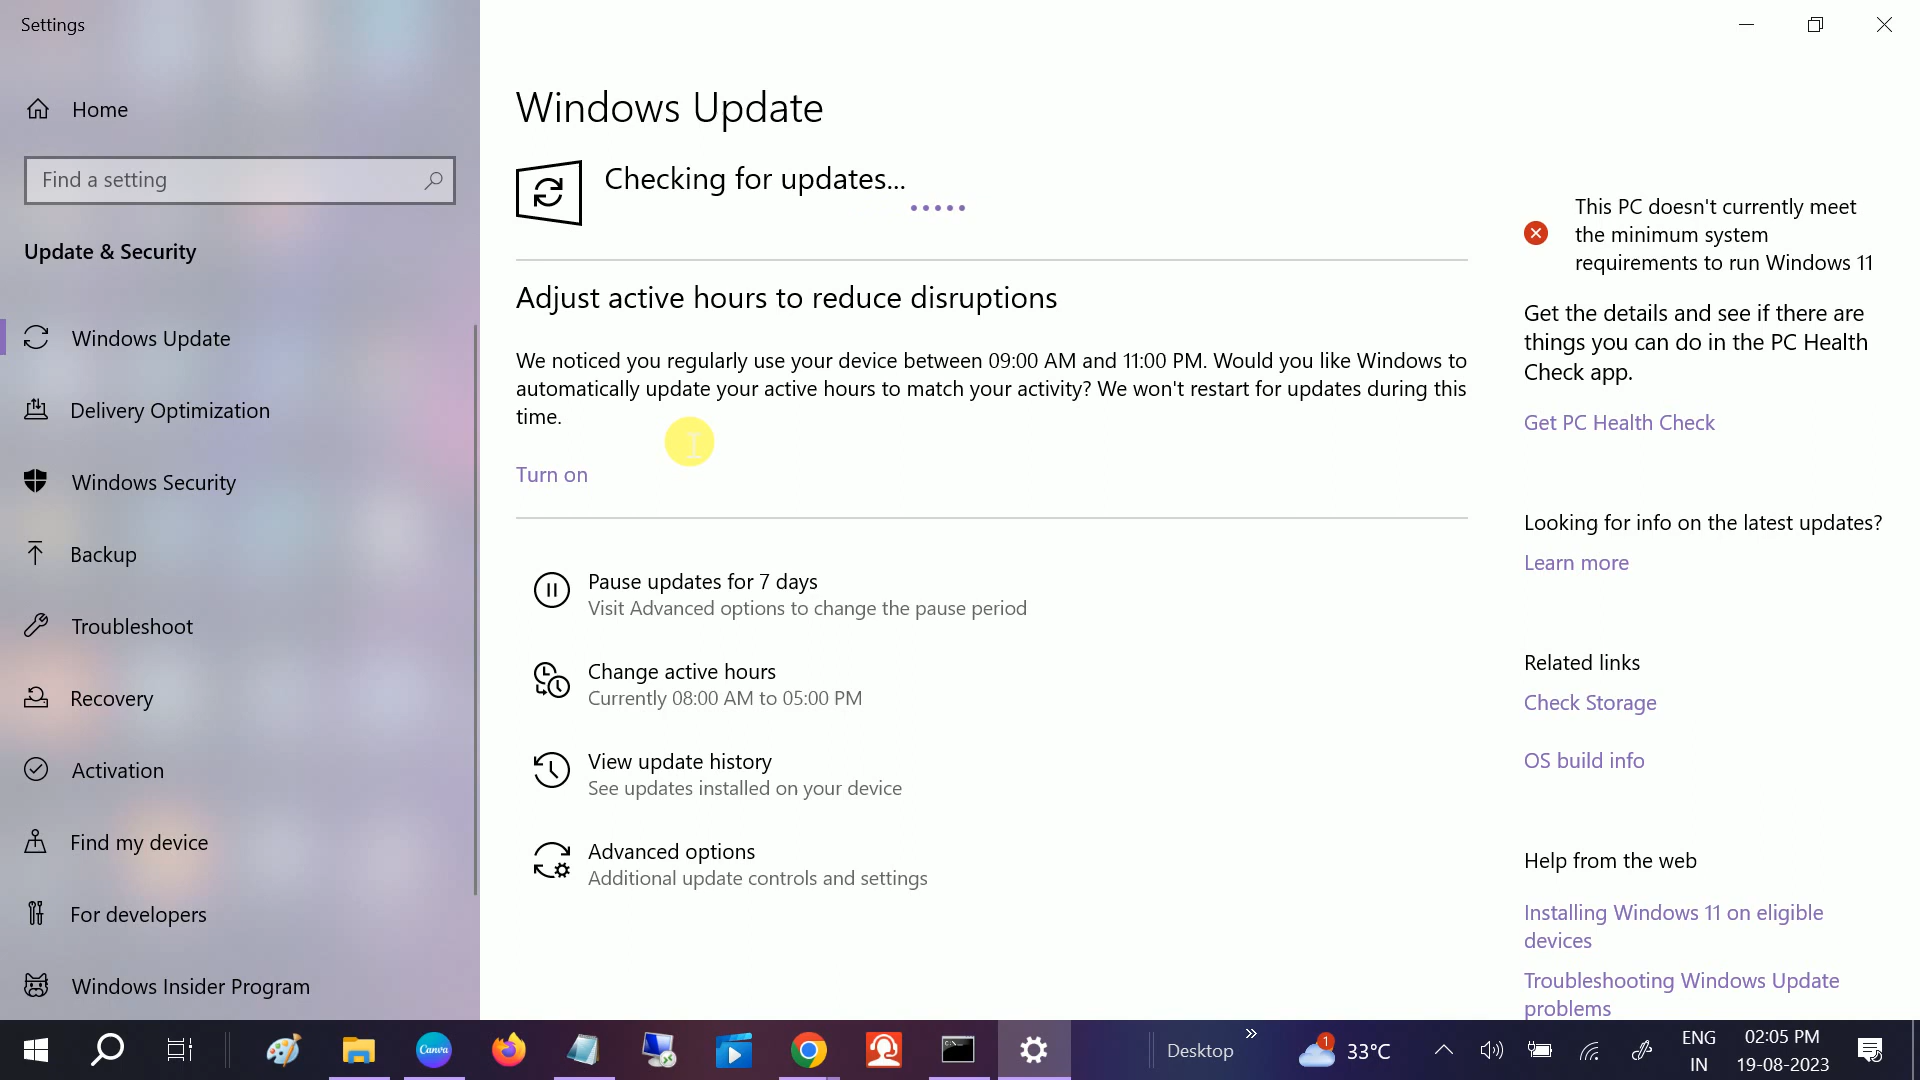 Settings
Home
Find a setting
Update & Security
Windows Update
Delivery Optimization
Windows Security
Backup
Troubleshoot
Recovery
Activation
Find my device
For developers
Windows Insider Program
Windows Update
Checking for updates...
Adjust active hours to reduce disruptions
We noticed you regularly use your device between 09:00 AM and 11:00 PM. Would you like Windows to
automatically update your active hours to match your activity? We won't restart for updates during this
time.
Turn on
Pause updates for 7 days
Visit Advanced options to change the pause period
Change active hours
Currently 08:00 AM to 05:00 PM
View update history
See updates installed on your device
Advanced options
Additional update controls and settings
This PC doesn't currently meet
the minimum system
requirements to run Windows 11
Get the details and see if there are
things you can do in the PC Health
Check app.
Get PC Health Check
Looking for info on the latest updates?
Learn more
Related links
Check Storage
OS build info
Help from the web
Installing Windows 11 on eligible
devices
Troubleshooting Windows Update
problems
Canva
Desktop
1
33°C
ENG
IN
02:05 PM
19-08-2023